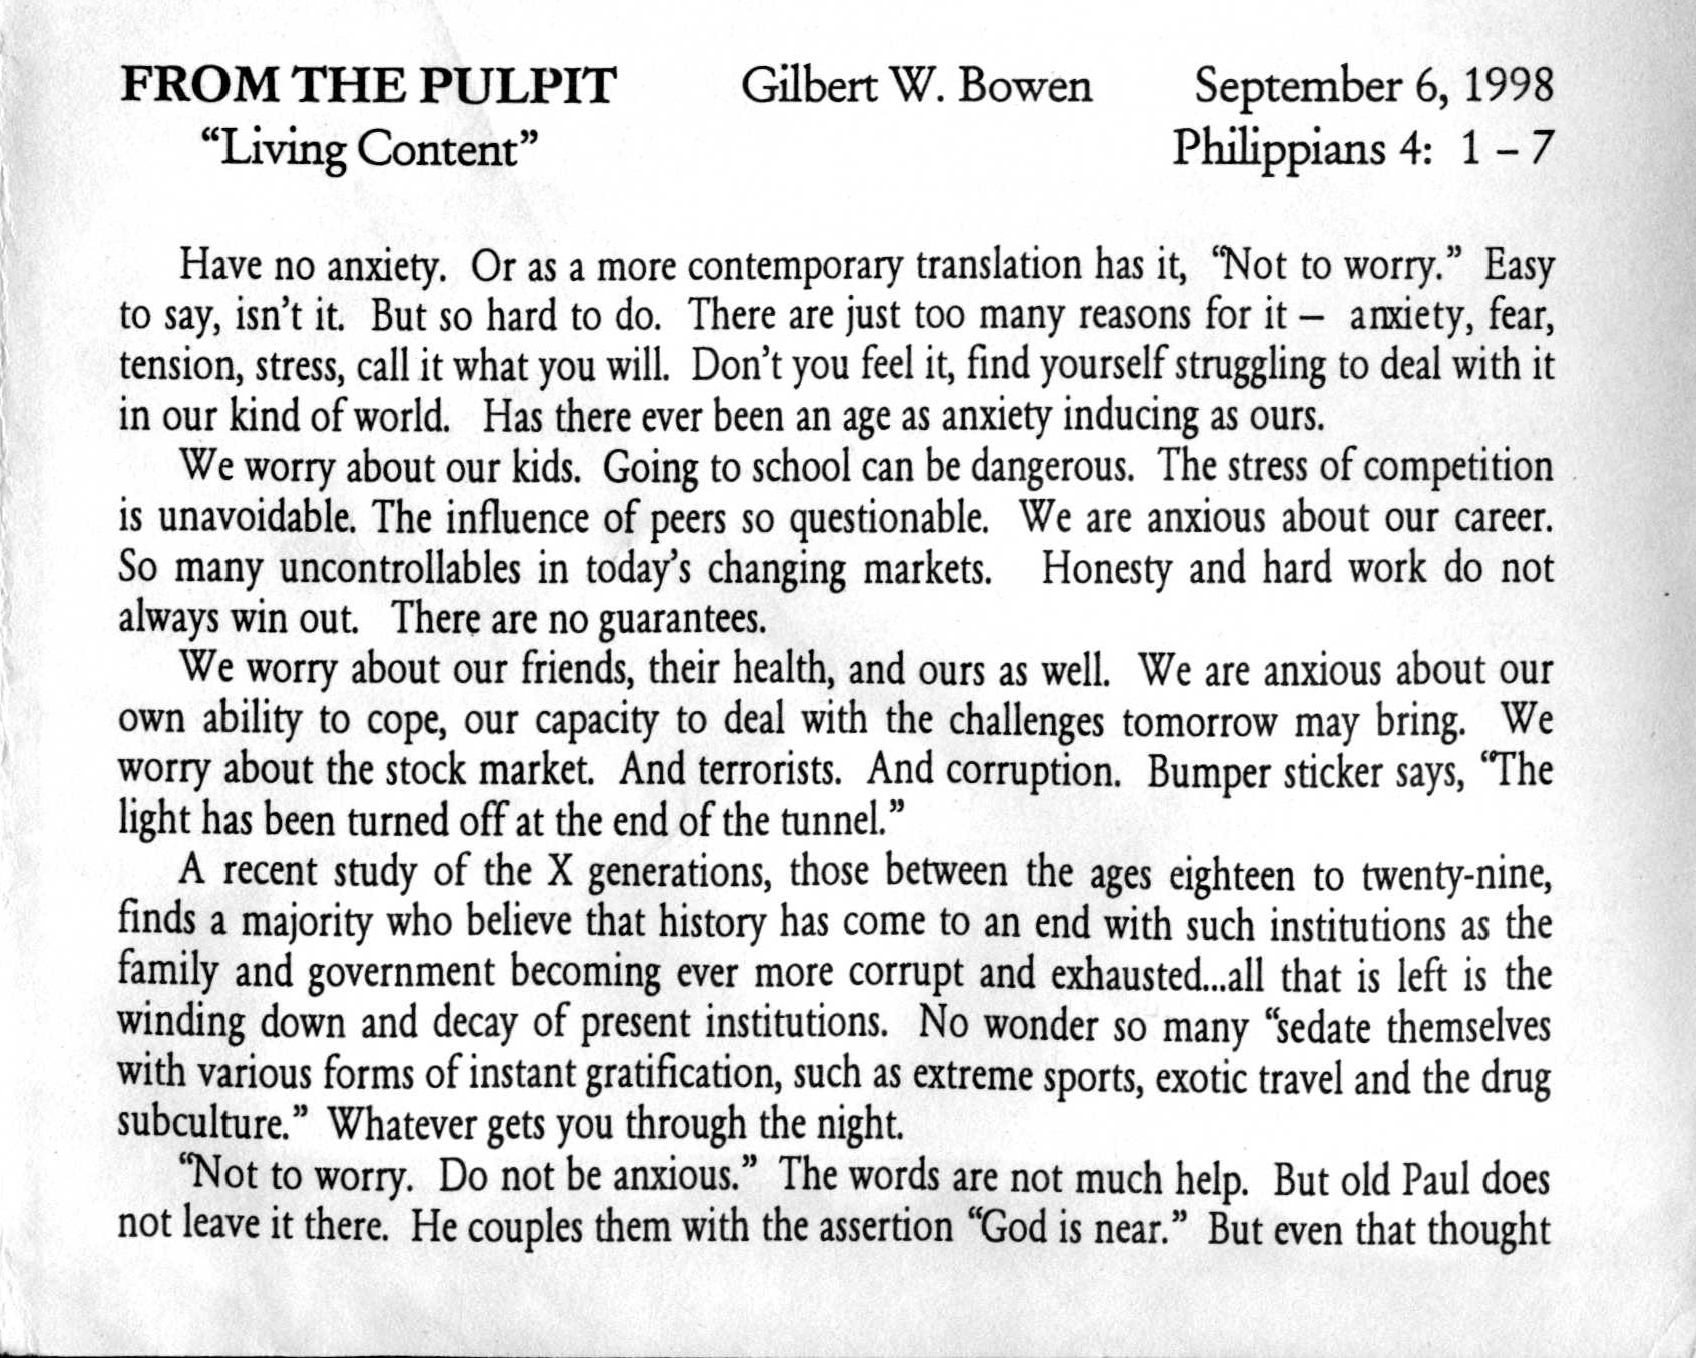 FROM THE PULPIT Gilbert W. Bowen September 6, 1998
“Living Content” Philippians 4: 1 – 7
Have no anxiety. Or as a more contemporary translation has it, “Not to worry.” Easy
to say, isn’t it. But so hard to do. There are just too many reasons for it – anxiety, fear,
tension, stress, call it what you will. Don’t you feel it, find yourself struggling to deal with it
in our kind of world. Has there ever been an age as anxiety inducing as ours.
We worry about our kids. Going to school can be dangerous. The stress of competition
is unavoidable. The influence of peers so questionable. We are anxious about our career.
So many uncontrollables in today’s changing markets. Honesty and hard work do not
always win out. There are no guarantees.
We worry about our friends, their health, and ours as well. We are anxious about our
own ability to cope, our capacity to deal with the challenges tomorrow may bring. We
worry about the stock market. And terrorists. And corruption. Bumper sticker says, “The
light has been turned off at the end of the tunnel.”
A recent study of the X generations, those between the ages eighteen to twenty-nine,
finds a majority who believe that history has come to an end with such institutions as the
family and government becoming ever more corrupt and exhausted...all that is left is the
winding down and decay of present institutions. No wonder so many “sedate themselves
with various forms of instant gratification, such as extreme sports, exotic travel and the drug
subculture.” Whatever gets you through the night.
“Not to worry. Do not be anxious.” The words are not much help. But old Paul does
not leave it there. He couples them with the assertion “God is near.” But even that thought